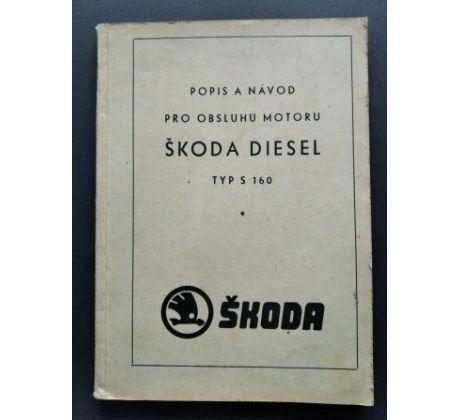 POPIS A NÁVOD
PRO OBSLUHU MOTORU
ŠKODA DIESEL
TYP S 160
*
ŠKODA